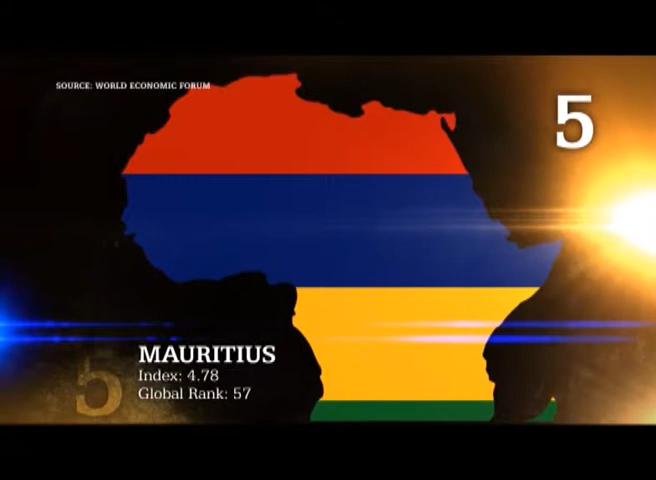 SOURCE: WORLD ECONOMIC FORUM
5
MAURITIUS
Index: 4.78
Global Rank: 57
5